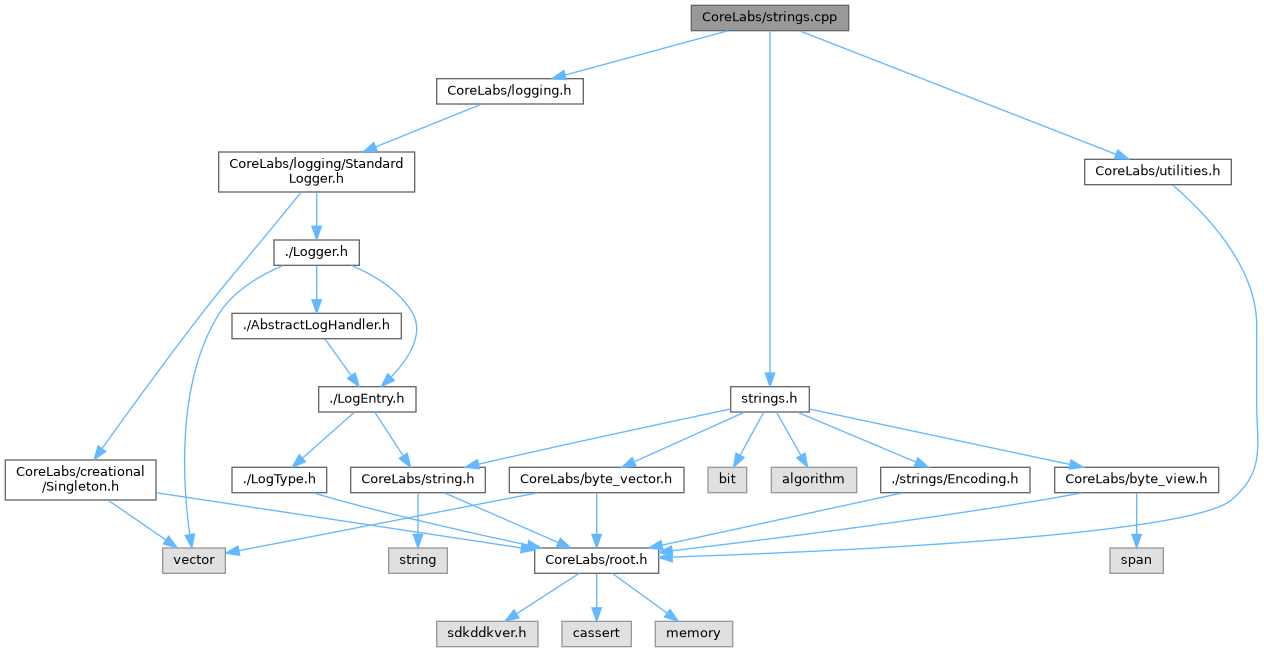 CoreLabs/strings.cpp
CoreLabs/logging.h
CoreLabs/logging/Standard
Logger.h
CoreLabs/utilities.h
./Logger.h
./AbstractLogHandler.h
./LogEntry.h
strings.h
CoreLabs/creational
/Singleton.h
./LogType.h
CoreLabs/string.h
CoreLabs/byte_vector.h
bit
algorithm
./strings/Encoding.h
CoreLabs/byte_view.h
vector
string
CoreLabs/root.h
span
sdkddkver.h
cassert
memory